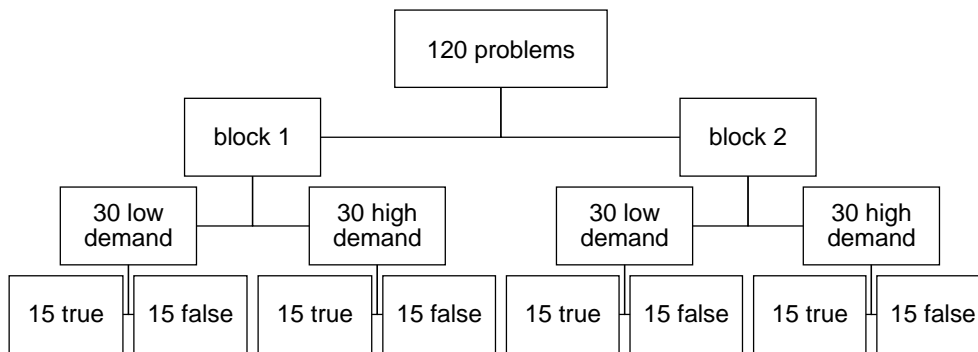 120 problems
block 1
block 2
30 low
demand
30 high
demand
30 low
demand
30 high
demand
15 true
15 false
15 true
15 false
15 true
15 false
15 true
15 false